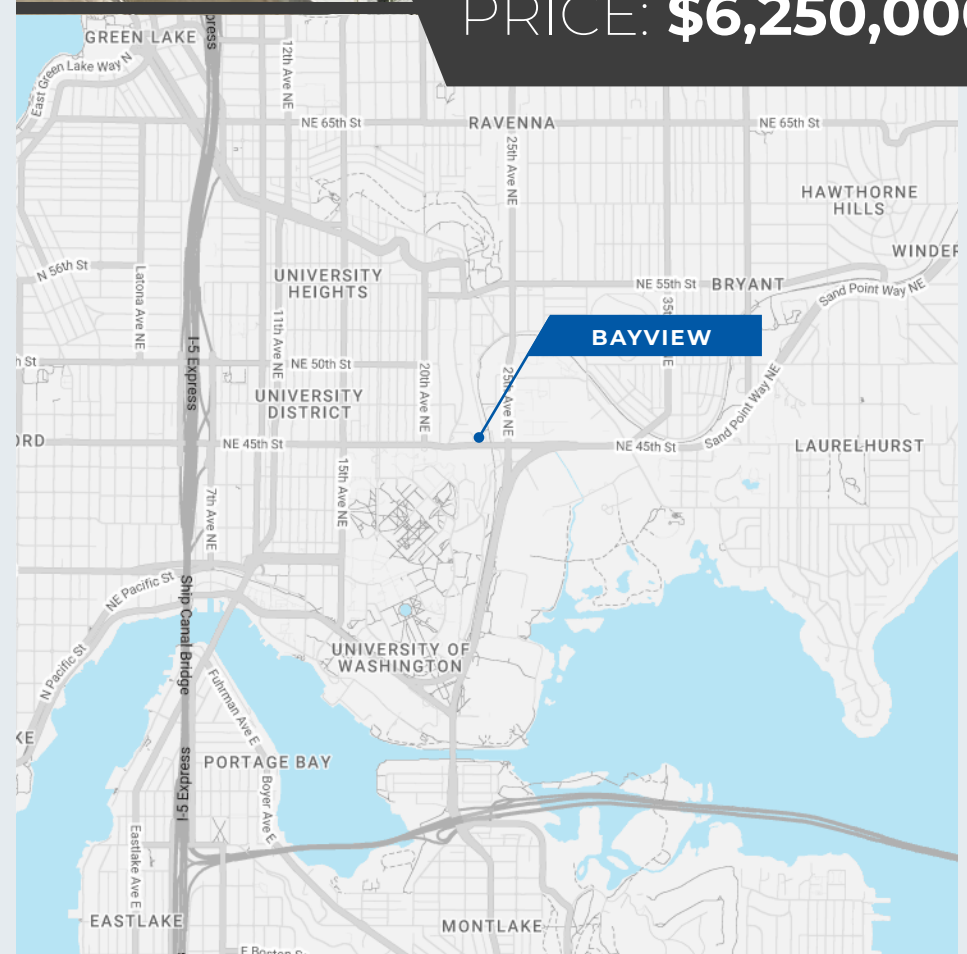 PRICE: $6,250,000
GREEN LAKE
East Green Lake Way N
12th Ave NE
NE 65th St
RAVENNA
NE 65th St
25th Ave NE
HAWTHORNE
HILLS
N 56th St
Latona Ave NE
UNIVERSITY
HEIGHTS
NE 55th St
BRYANT
Sand Point Way NE
11th Ave NE
I-5 Express
BAYVIEW
NE 50th St
UNIVERSITY
DISTRICT
20th Ave NE
25th Ave NE
Sand Point Way NE
NE 45th St
NE 45th St
LAURELHURST
15th Ave NE
7th Ave NE
NE Pacific St
Ship Canal Bridge
N Pacific St
UNIVERSITY OF
WASHINGTON
Fuhrman Ave E
PORTAGE BAY
I-5 Express
Boyer Ave E
Eastlake Ave E
EASTLAKE
MONTLAKE